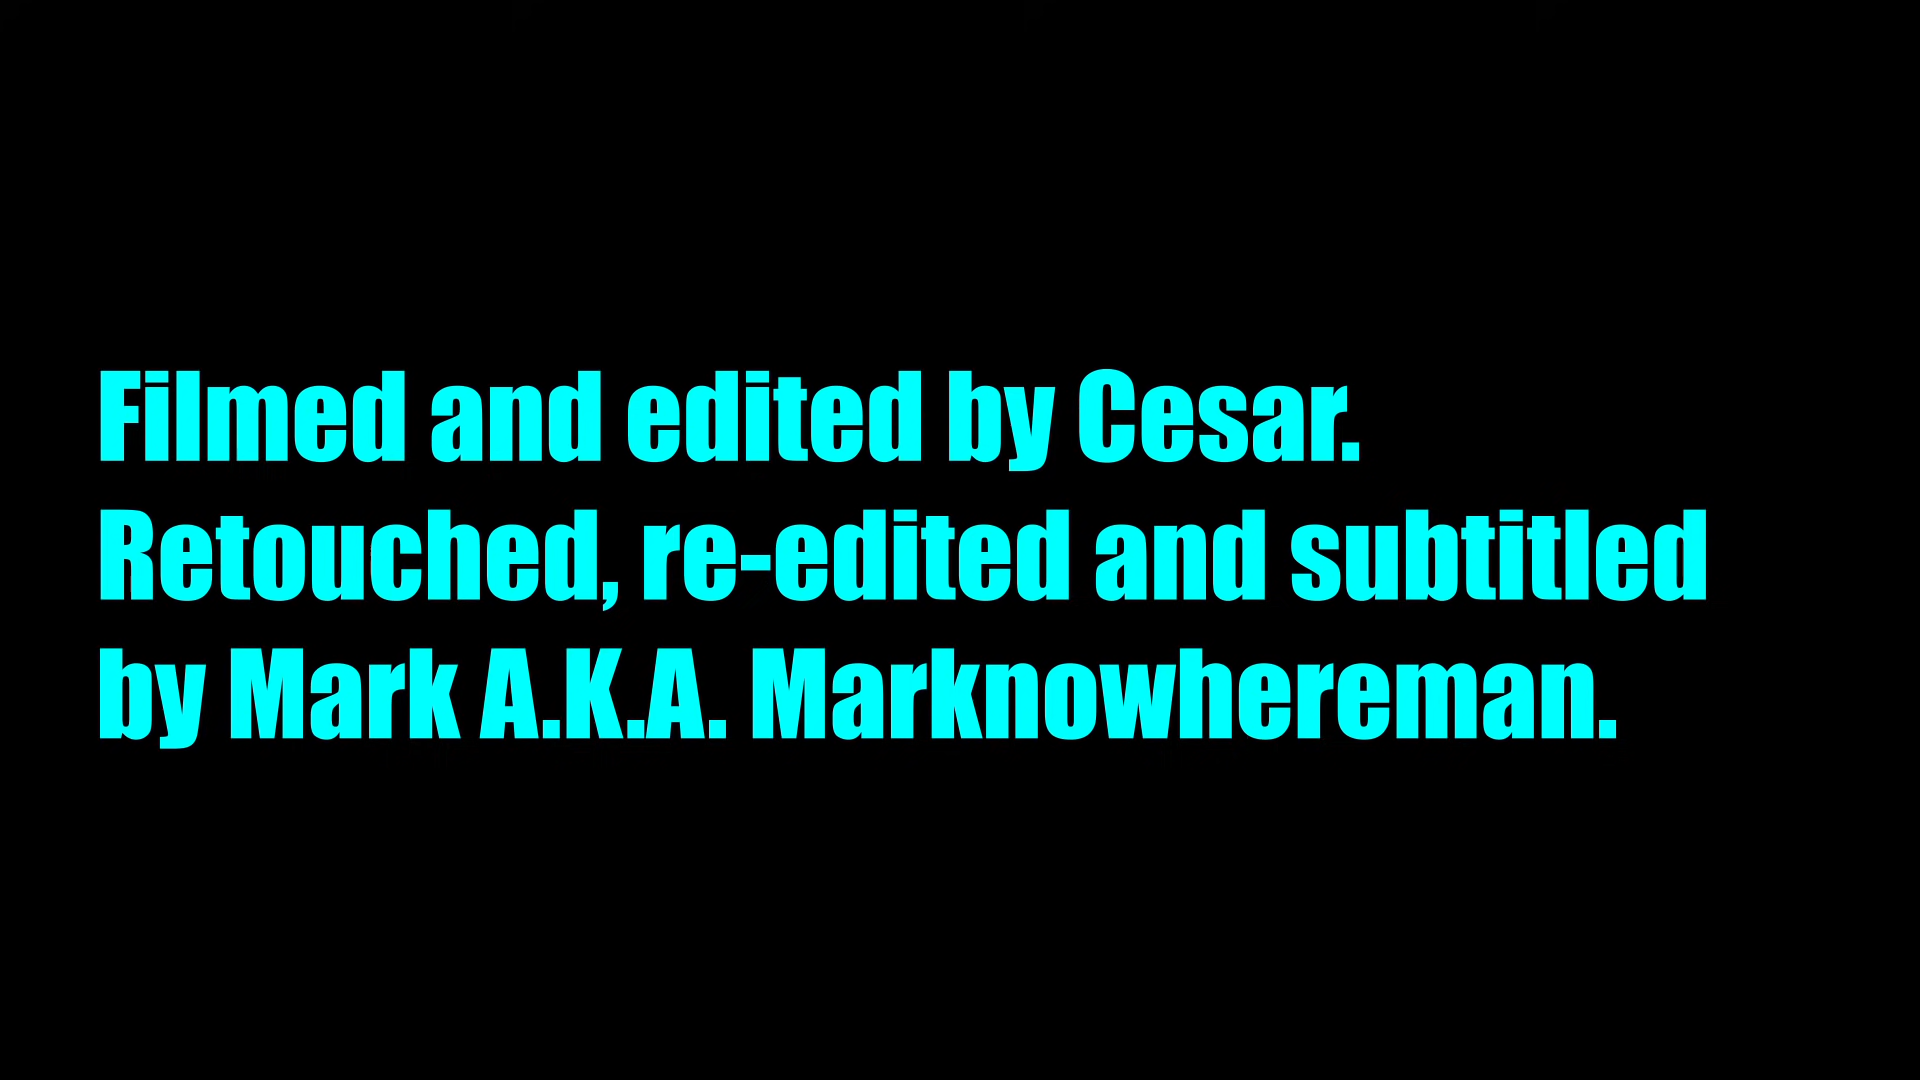 Filmed and edited by Cesar.
Retouched, re-edited and subtitled
by Mark A.K.A. Marknowhereman.